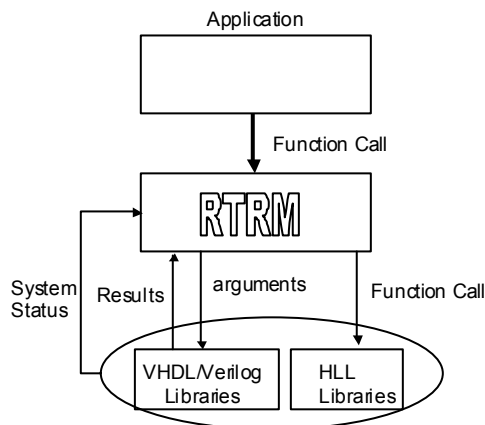 Application
Function Call
RTRM
System
Status
Results
arguments
Function Call
VHDL/Verilog
Libraries
HLL
Libraries